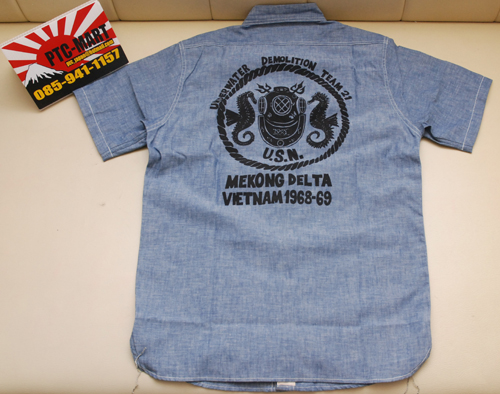 PTC-MART
085-941-1157
UNDERWATER DEMOLITION TEAM-21
U.S.N.
MEKONG DELTA
VIETNAM 1968-69